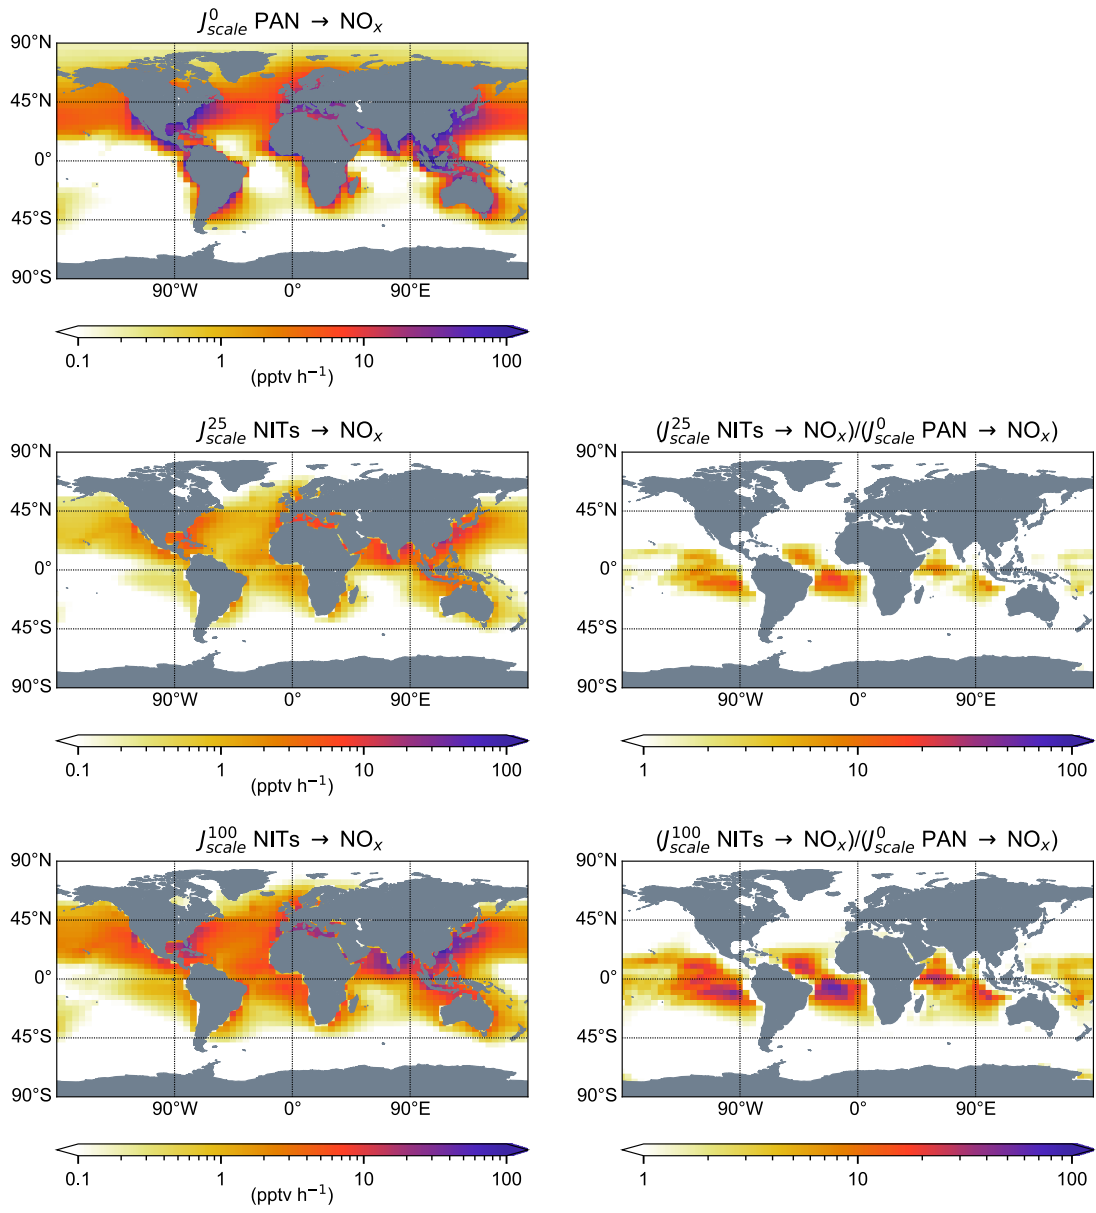 J⁰scale PAN → NOₓ
90°N
45°N
0°
45°S
90°S
90°W 0° 90°E
0.1 1 10 100
(pptv h⁻¹)
J²⁵scale NITs → NOₓ
90°N
45°N
0°
45°S
90°S
90°W 0° 90°E
0.1 1 10 100
(pptv h⁻¹)
(J²⁵scale NITs → NOₓ)/(J⁰scale PAN → NOₓ)
90°N
45°N
0°
45°S
90°S
90°W 0° 90°E
1 10 100
J¹⁰⁰scale NITs → NOₓ
90°N
45°N
0°
45°S
90°S
90°W 0° 90°E
0.1 1 10 100
(pptv h⁻¹)
(J¹⁰⁰scale NITs → NOₓ)/(J⁰scale PAN → NOₓ)
90°N
45°N
0°
45°S
90°S
90°W 0° 90°E
1 10 100